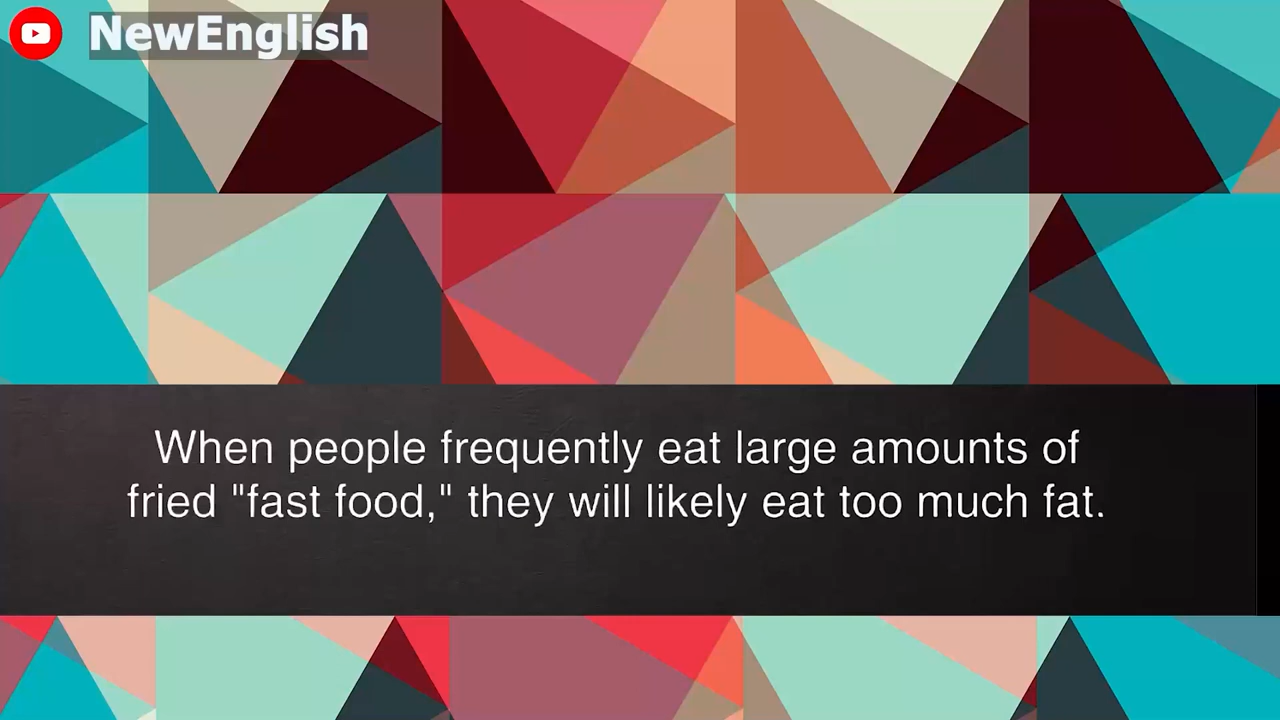 NewEnglish
When people frequently eat large amounts of
fried "fast food," they will likely eat too much fat.